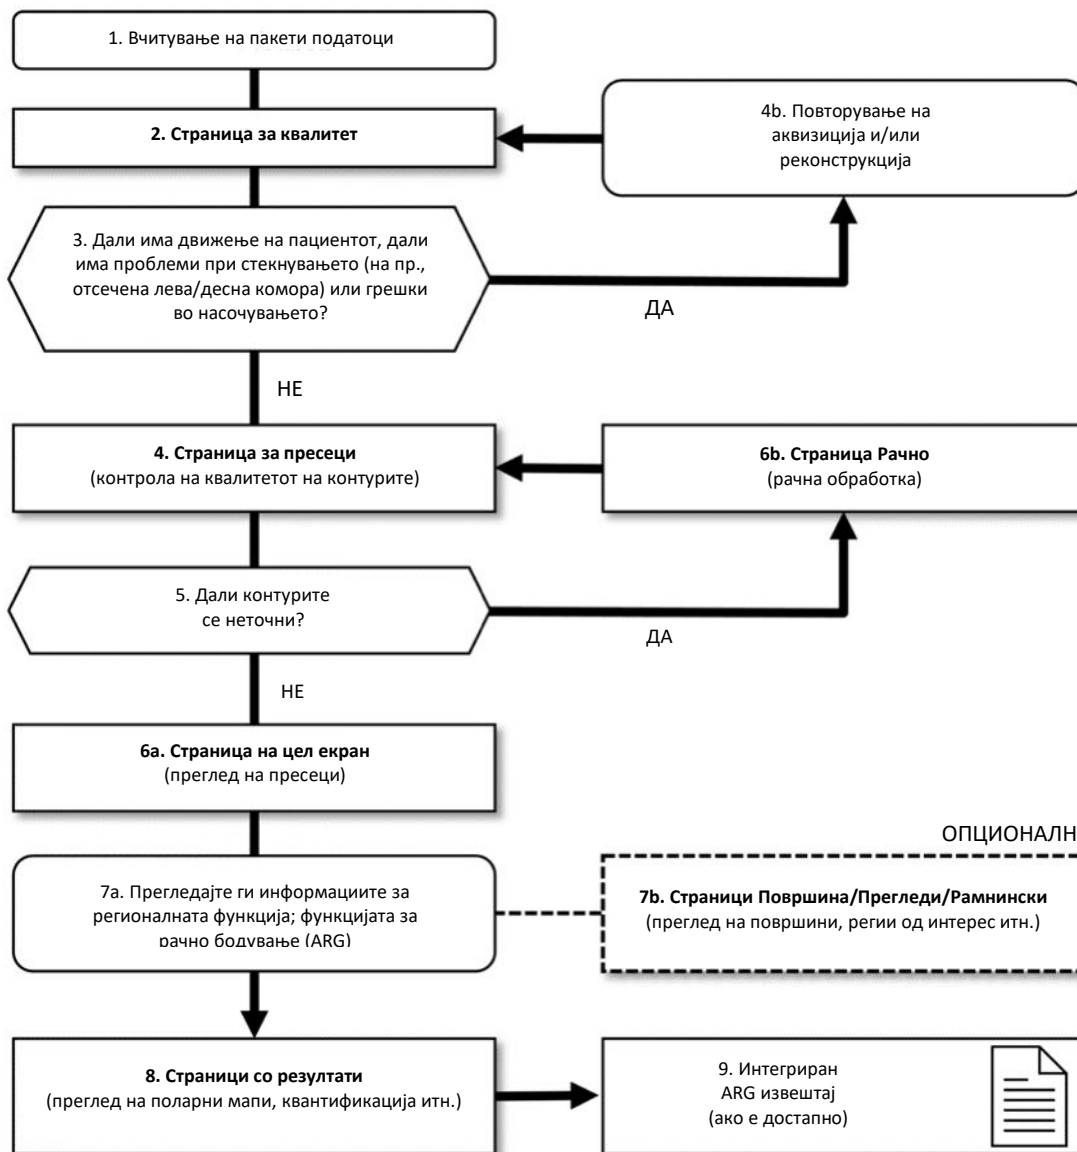 1. Вчитување на пакети податоци
2. Страница за квалитет
4b. Повторување на
аквизиција и/или
реконструкција
3. Дали има движење на пациентот, дали
има проблеми при стекнувањето (на пр.,
отсечена лева/десна комора) или грешки
во насочувањето?
ДА
НЕ
4. Страница за пресеци
(контрола на квалитетот на контурите)
6b. Страница Рачно
(рачна обработка)
5. Дали контурите
се неточни?
ДА
НЕ
6a. Страница на цел екран
(преглед на пресеци)
ОПЦИОНАЛН
7a. Прегледајте ги информациите за
регионалната функција; функцијата за
рачно бодување (ARG)
7b. Страници Површина/Прегледи/Рамнински
(преглед на површини, регии од интерес итн.)
8. Страници со резултати
(преглед на поларни мапи, квантификација итн.)
9. Интегриран
ARG извештај
(ако е достапно)